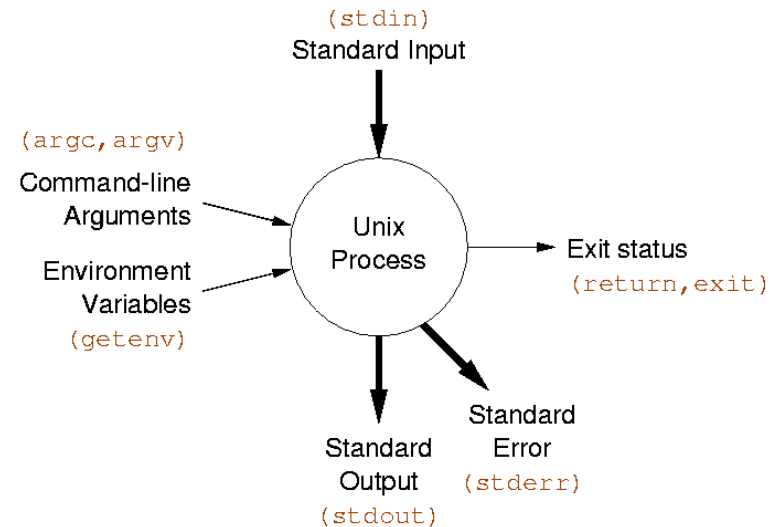 (stdin)
Standard Input
(argc,argv)
Command-line
Arguments
Environment
Variables
(getenv)
Unix
Process
Exit status
(return,exit)
Standard
Error
(stderr)
Standard
Output
(stdout)